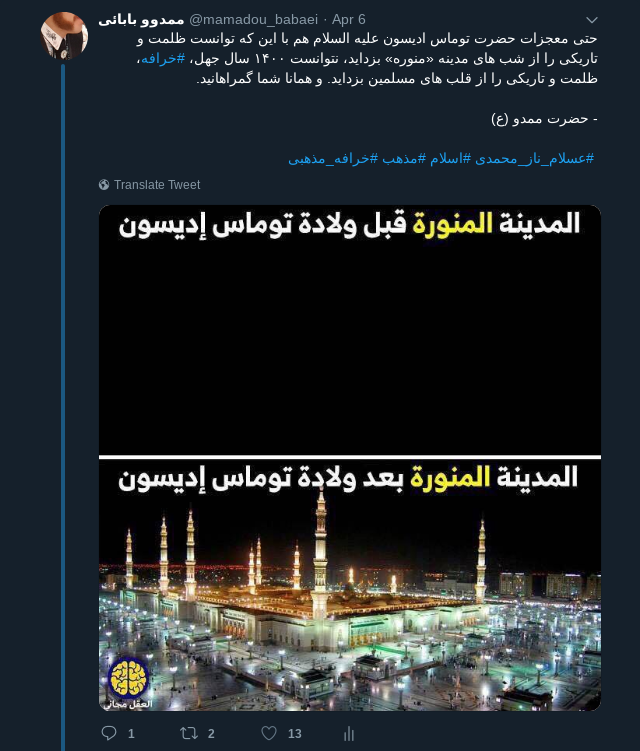 ممدوو بابائی @mamadou_babaei · Apr 6
حتی معجزات حضرت توماس ادیسون علیه السلام هم با این که توانست ظلمت و
تاریکی را از شب های مدینه «منوره» بزداید، نتوانست ۱۴۰۰ سال جهل، #خرافه،
ظلمت و تاریکی را از قلب های مسلمین بزداید. و همانا شما گمراهانید.
- حضرت ممدو (ع)
#عسلام_ناز_محمدی #اسلام #مذهب #خرافه_مذهبی
Translate Tweet
المدينة المنورة قبل ولادة توماس إديسون
المدينة المنورة بعد ولادة توماس إديسون
العقل مجاني
1 2 13